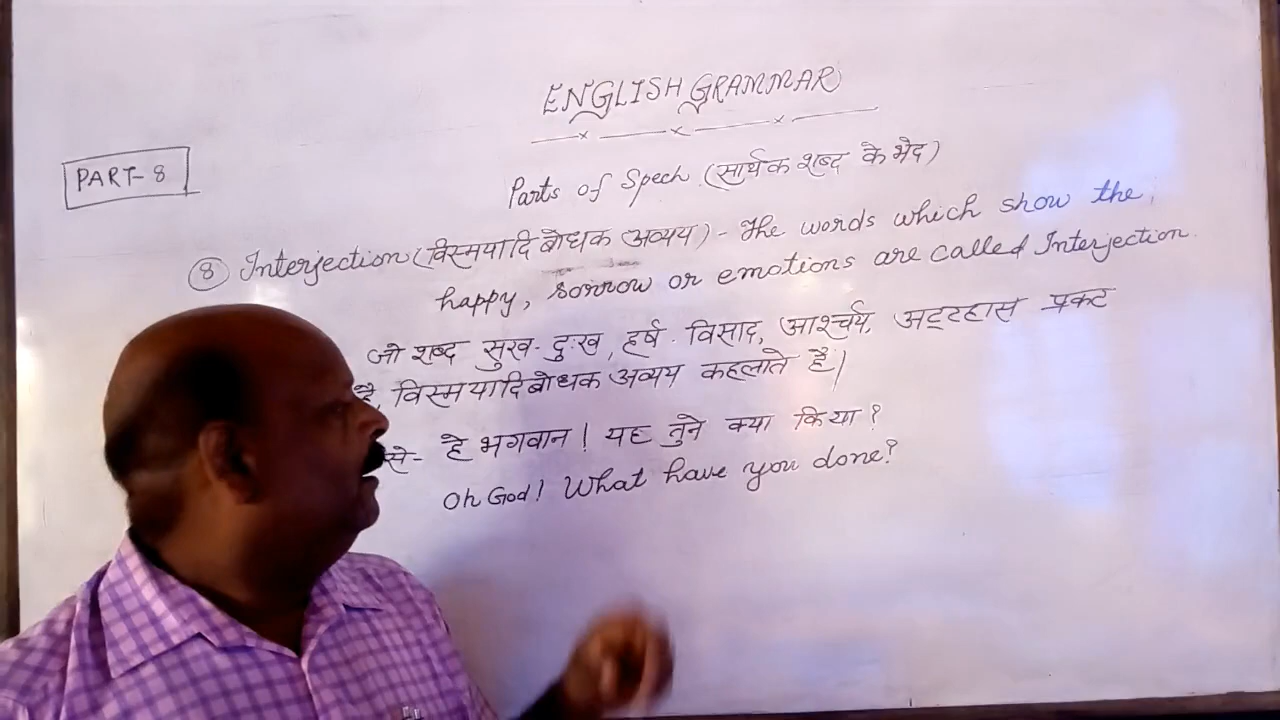 ENGLISH GRAMMAR
PART-8
Parts of Spech (सार्थक शब्द के भेद)
8 Interjection (विस्मयादिबोधक अव्यय) - The words which show the
happy, sorrow or emotions are called Interjection.
जो शब्द सुख-दुःख, हर्ष-विसाद, आश्चर्य, अट्टहास प्रकट
है, विस्मयादिबोधक अव्यय कहलाते है।
हे भगवान! यह तुने क्या किया?
Oh God! What have you done?